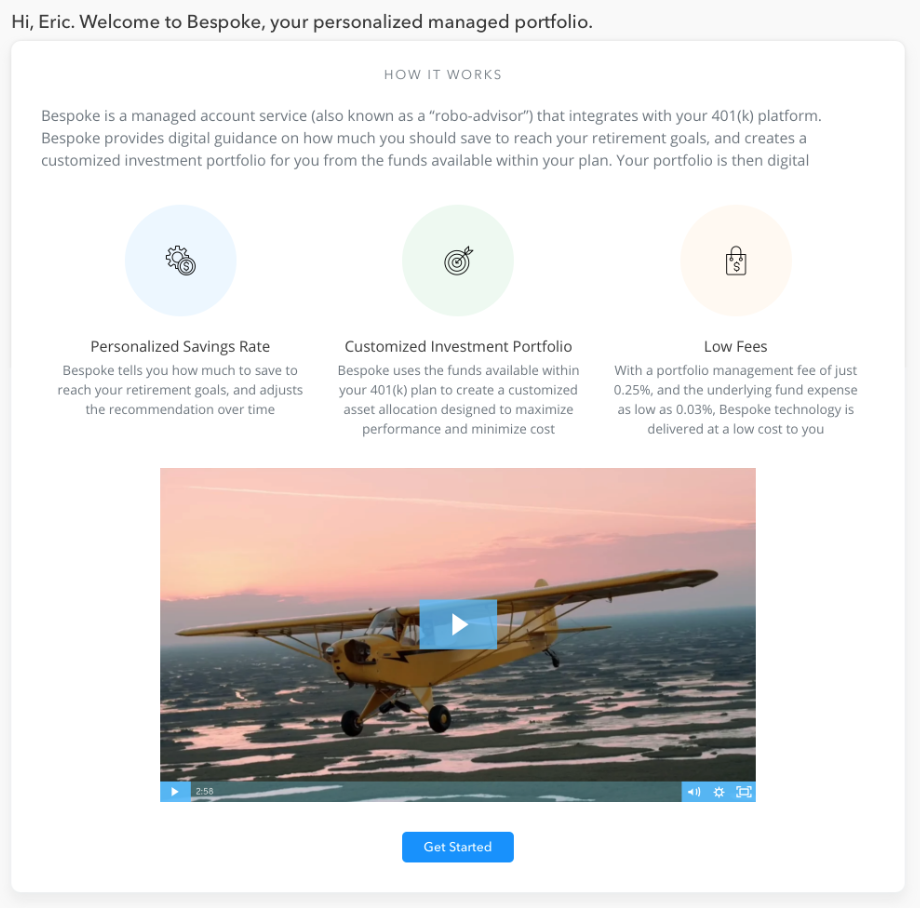 Hi, Eric. Welcome to Bespoke, your personalized managed portfolio.
HOW IT WORKS
Bespoke is a managed account service (also known as a “robo-advisor”) that integrates with your 401(k) platform.
Bespoke provides digital guidance on how much you should save to reach your retirement goals, and creates a
customized investment portfolio for you from the funds available within your plan. Your portfolio is then digital
$
$
Personalized Savings Rate
Bespoke tells you how much to save to
reach your retirement goals, and adjusts
the recommendation over time
Customized Investment Portfolio
Bespoke uses the funds available within
your 401(k) plan to create a customized
asset allocation designed to maximize
performance and minimize cost
Low Fees
With a portfolio management fee of just
0.25%, and the underlying fund expense
as low as 0.03%, Bespoke technology is
delivered at a low cost to you
2:58
Get Started